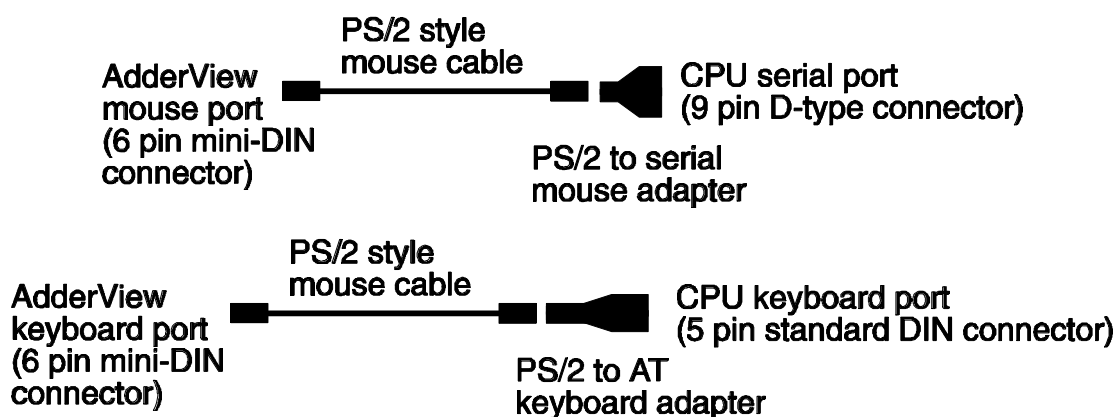 PS/2 style
mouse cable
AdderView
mouse port
(6 pin mini-DIN
connector)
CPU serial port
(9 pin D-type connector)
PS/2 to serial
mouse adapter
PS/2 style
mouse cable
AdderView
keyboard port
(6 pin mini-DIN
connector)
CPU keyboard port
(5 pin standard DIN connector)
PS/2 to AT
keyboard adapter